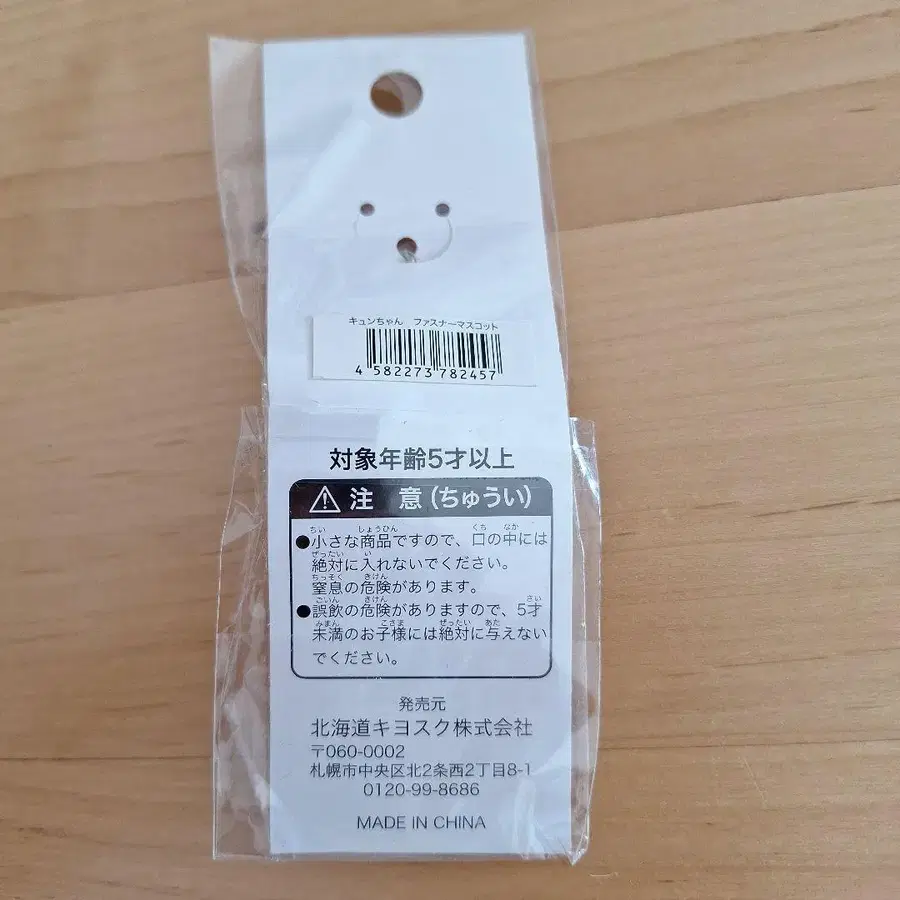 キュンちゃん ファスナーマスコット
4 582273 782457
対象年齢5才以上
注 意(ちゅうい)
●小さな商品ですので、口の中には
絶対に入れないでください。
窒息の危険があります。
●誤飲の危険がありますので、5才
未満のお子様には絶対に与えない
でください。
発売元
北海道キヨスク株式会社
〒060-0002
札幌市中央区北2条西2丁目8-1
0120-99-8686
MADE IN CHINA